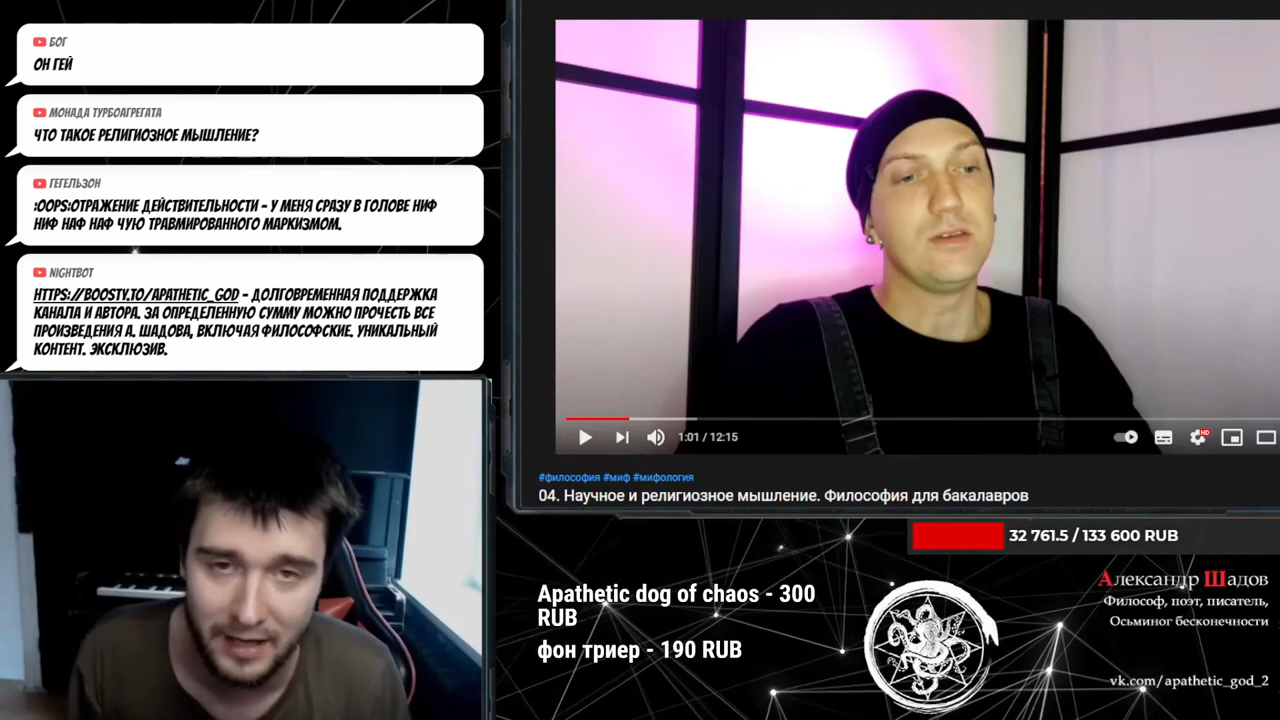 БОГ
ОН ГЕЙ
МОНАДА ТУРБОАГРЕГАТА
ЧТО ТАКОЕ РЕЛИГИОЗНОЕ МЫШЛЕНИЕ?
ГЕГЕЛЬЗОН
:OOPS:ОТРАЖЕНИЕ ДЕЙСТВИТЕЛЬНОСТИ - У МЕНЯ СРАЗУ В ГОЛОВЕ НИФ
НИФ НАФ НАФ ЧУЮ ТРАВМИРОВАННОГО МАРКИЗМОМ.
NIGHTBOT
HTTPS://BOOSTY.TO/APATHETIC_GOD - ДОЛГОВРЕМЕННАЯ ПОДДЕРЖКА
КАНАЛА И АВТОРА. ЗА ОПРЕДЕЛЕННУЮ СУММУ МОЖНО ПРОЧЕСТЬ ВСЕ
ПРОИЗВЕДЕНИЯ А. ШАДОВА, ВКЛЮЧАЯ ФИЛОСОФСКИЕ. УНИКАЛЬНЫЙ
КОНТЕНТ. ЭКСКЛЮЗИВ.
1:01 / 12:15
HD
#философия #миф #мифология
04. Научное и религиозное мышление. Философия для бакалавров
32 761.5 / 133 600 RUB
Apathetic dog of chaos - 300
RUB
фон триер - 190 RUB
Александр Шадов
Философ, поэт, писатель,
Осьминог бесконечности
vk.com/apathetic_god_2